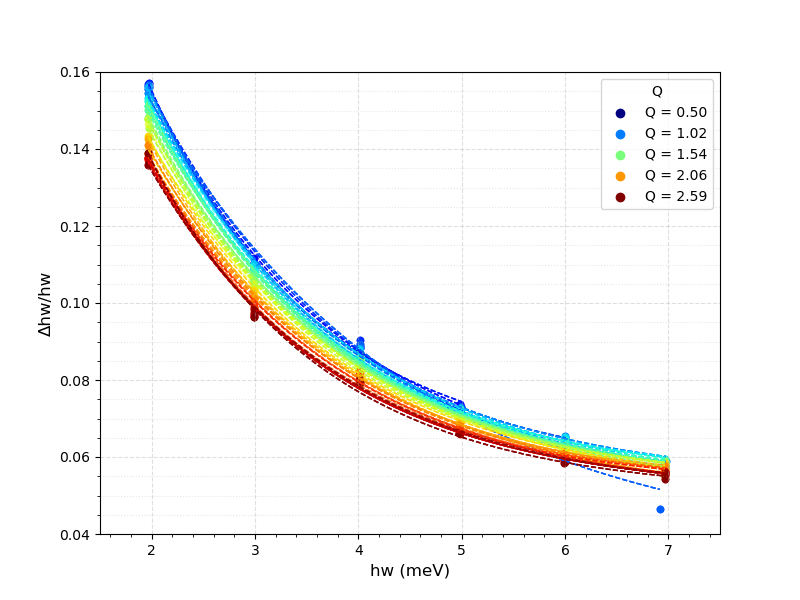 0.16
0.14
0.12
0.10
0.08
0.06
0.04
Δhw/hw
2
3
4
5
6
7
hw (meV)
Q
Q = 0.50
Q = 1.02
Q = 1.54
Q = 2.06
Q = 2.59